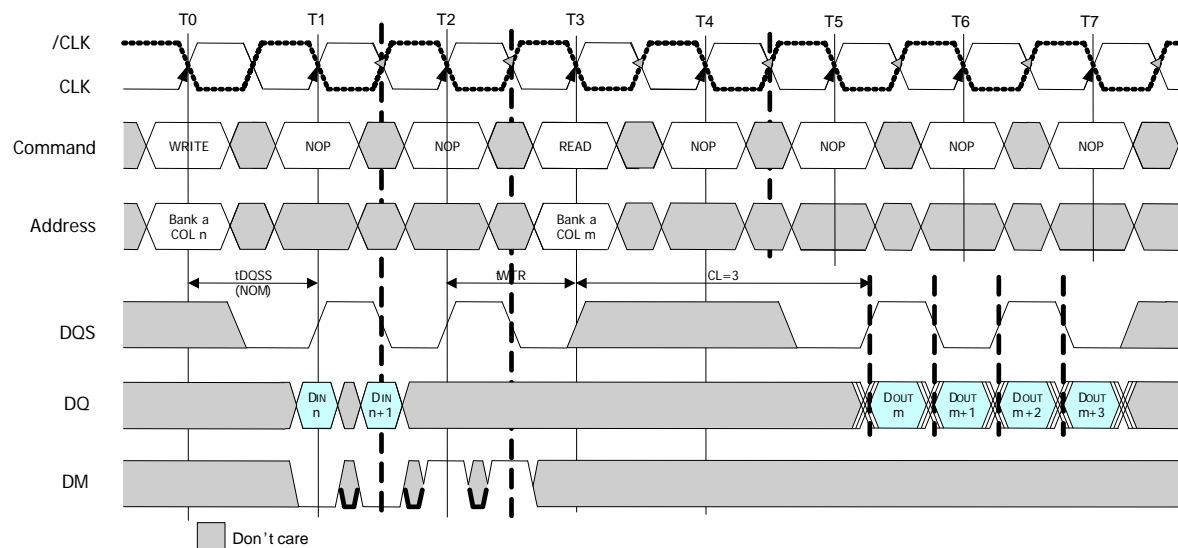 T0 T1 T2 T3 T4 T5 T6 T7
/CLK
CLK
Command WRITE NOP NOP READ NOP NOP NOP NOP
Address Bank a COL n Bank a COL m
tDQSS (NOM) tWTR CL=3
DQS
DQ DIN n DIN n+1 DOUT m DOUT m+1 DOUT m+2 DOUT m+3
DM
Don't care